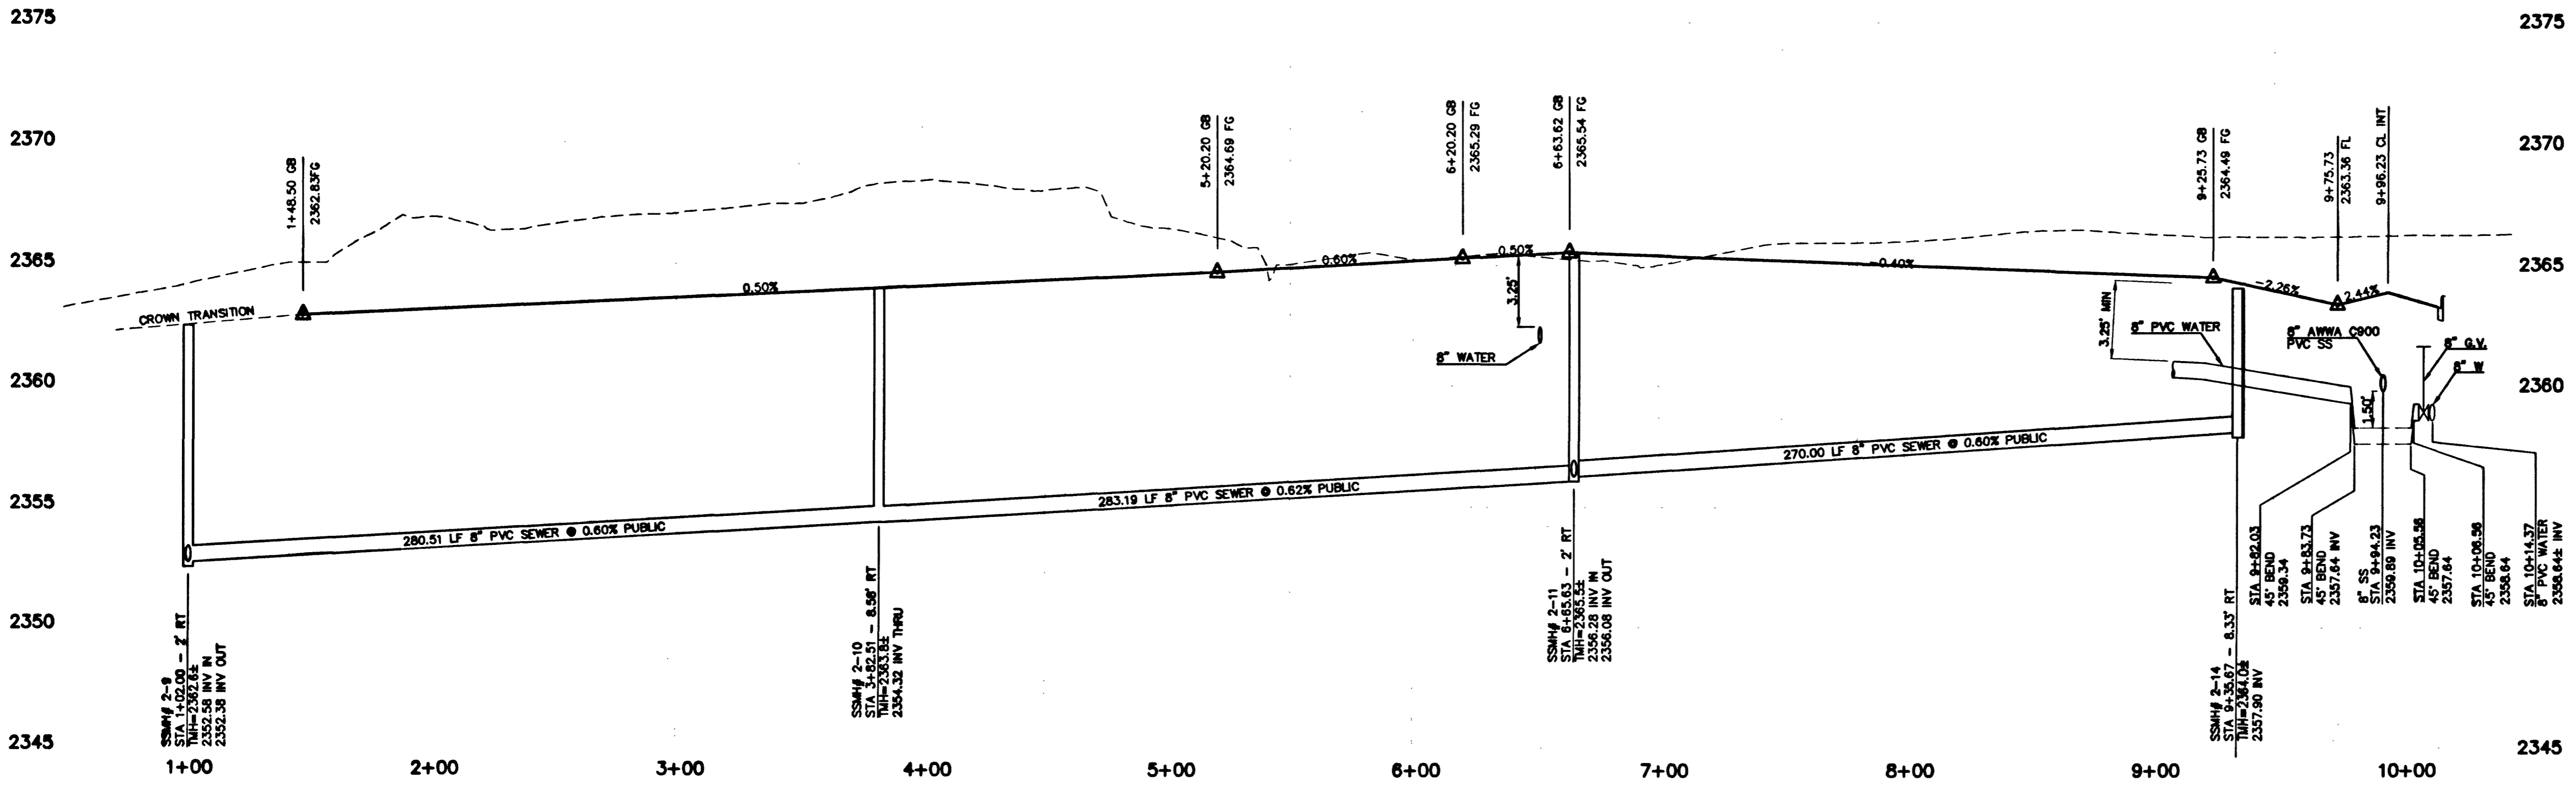 2375
2375
2370
2370
2365
2365
2360
2360
2355
2350
2345
2345
1+48.50 GB
2362.83FG
5+20.20 GB
2364.69 FG
6+20.20 GB
2365.29 FG
6+63.62 GB
2365.54 FG
9+25.73 GB
2364.49 FG
9+75.73
2363.36 FL
9+96.23 CL INT
CROWN TRANSITION
0.50%
0.60%
0.50%
-0.40%
-2.26%
2.44%
3.25'
8" WATER
3.25' MIN
8" PVC WATER
8" AWWA C900
PVC SS
1.50'
8" G.V.
8" W
280.51 LF 8" PVC SEWER @ 0.60% PUBLIC
283.19 LF 8" PVC SEWER @ 0.62% PUBLIC
270.00 LF 8" PVC SEWER @ 0.60% PUBLIC
SSMH# 2-9
STA 1+02.00 - 2' RT
TMH=2362.6±
2352.58 INV IN
2352.38 INV OUT
SSMH# 2-10
STA 3+82.51 - 8.56' RT
TMH=2363.8±
2354.32 INV THRU
SSMH# 2-11
STA 6+65.63 - 2' RT
TMH=2365.5±
2356.28 INV IN
2356.08 INV OUT
SSMH# 2-14
STA 9+35.67 - 8.33' RT
TMH=2364.0±
2357.90 INV
STA 9+82.03
45° BEND
2359.34
STA 9+83.73
45° BEND
2357.64 INV
8" SS
STA 9+94.23
2359.89 INV
STA 10+05.56
45° BEND
2357.64
STA 10+06.56
45° BEND
2358.64
STA 10+14.37
8" PVC WATER
2358.64± INV
1+00
2+00
3+00
4+00
5+00
6+00
7+00
8+00
9+00
10+00